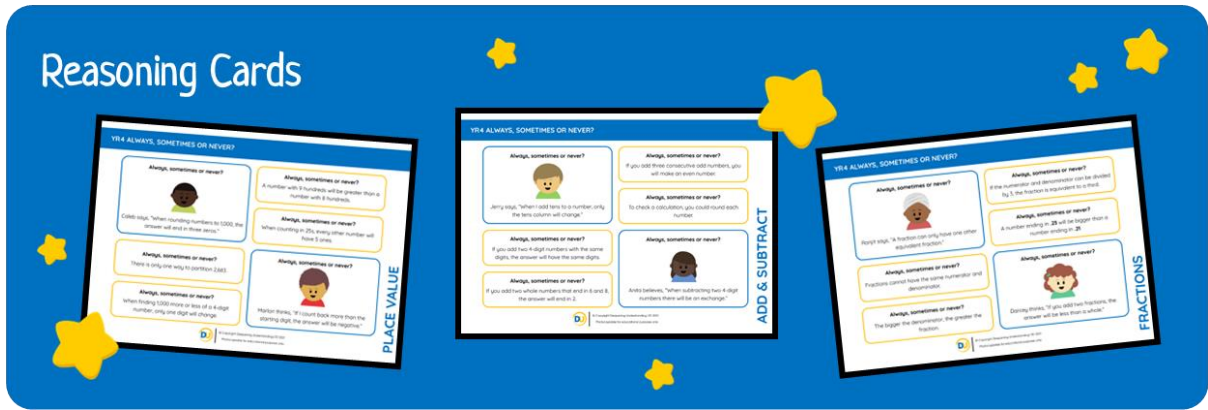 Reasoning Cards
YR4 ALWAYS, SOMETIMES OR NEVER?
Always, sometimes or never?
Caleb says, "When rounding numbers to 1,000, the
answer will end in three zeros."
Always, sometimes or never?
A number with 9 hundreds will be greater than a
number with 8 hundreds.
Always, sometimes or never?
When counting in 25s, every other number will
have 5 ones.
Always, sometimes or never?
There is only one way to partition 2,665.
Always, sometimes or never?
When finding 1,000 more or less of a 4-digit
number, only one digit will change.
Always, sometimes or never?
Marlon thinks, "If I count back more than the
starting digit, the answer will be negative."
PLACE VALUE
YR4 ALWAYS, SOMETIMES OR NEVER?
Always, sometimes or never?
Jerry says, "When I add tens to a number, only
the tens column will change."
Always, sometimes or never?
If you add three consecutive odd numbers, you
will make an even number.
Always, sometimes or never?
To check a calculation, you could round each
number.
Always, sometimes or never?
If you add two 4-digit numbers with the same
digits, the answer will have the same digits.
Always, sometimes or never?
If you add two whole numbers that end in 6 and 8,
the answer will end in 2.
Always, sometimes or never?
Anita believes, "When subtracting two 4-digit
numbers there will be an exchange."
ADD & SUBTRACT
YR4 ALWAYS, SOMETIMES OR NEVER?
Always, sometimes or never?
Ranjit says, "A fraction can only have one other
equivalent fraction."
Always, sometimes or never?
If the numerator and denominator can be divided
by 3, the fraction is equivalent to a third.
Always, sometimes or never?
A number ending in .25 will be bigger than a
number ending in .21.
Always, sometimes or never?
Fractions cannot have the same numerator and
denominator.
Always, sometimes or never?
The bigger the denominator, the greater the
fraction.
Always, sometimes or never?
"If you add two fractions, the
answer will be less than a whole."
FRACTIONS